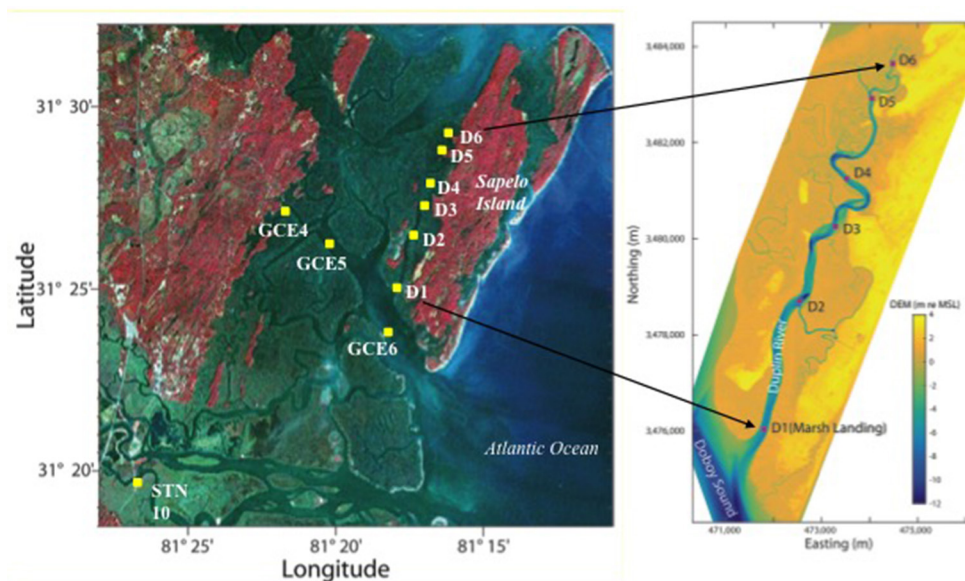 31° 30'
31° 25'
31° 20'
Latitude
81° 25'
81° 20'
81° 15'
Longitude
D6
D5
D4
D3
D2
D1
Sapelo
Island
GCE4
GCE5
GCE6
Atlantic Ocean
STN
10
3,484,000
3,482,000
3,480,000
3,478,000
3,476,000
Northing (m)
471,000
473,000
475,000
Easting (m)
D6
D5
D4
D3
D2
D1(Marsh Landing)
Duplin River
Doboy Sound
DEM (m re MSL)
4
2
0
-2
-4
-6
-8
-10
-12